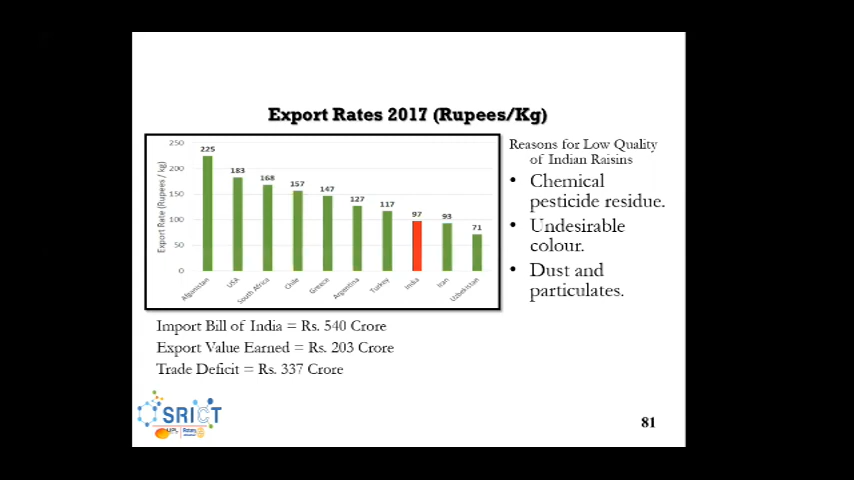 Export Rates 2017 (Rupees/Kg)
Export Rate (Rupees / kg)
250
200
150
100
50
0
225
183
168
157
147
127
117
97
93
71
Afganistan
USA
South Africa
Chile
Greece
Argentina
Turkey
India
Iran
Uzbekistan
Reasons for Low Quality
of Indian Raisins
• Chemical
pesticide residue.
• Undesirable
colour.
• Dust and
particulates.
Import Bill of India = Rs. 540 Crore
Export Value Earned = Rs. 203 Crore
Trade Deficit = Rs. 337 Crore
SRICT
UPL Rotary
81